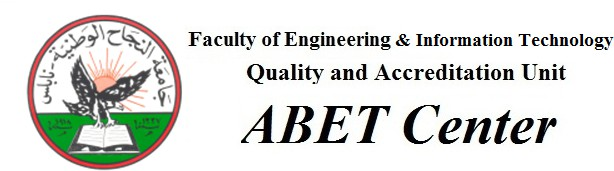 جامعة النجاح الوطنية - نابلس
Faculty of Engineering & Information Technology
Quality and Accreditation Unit
ABET Center